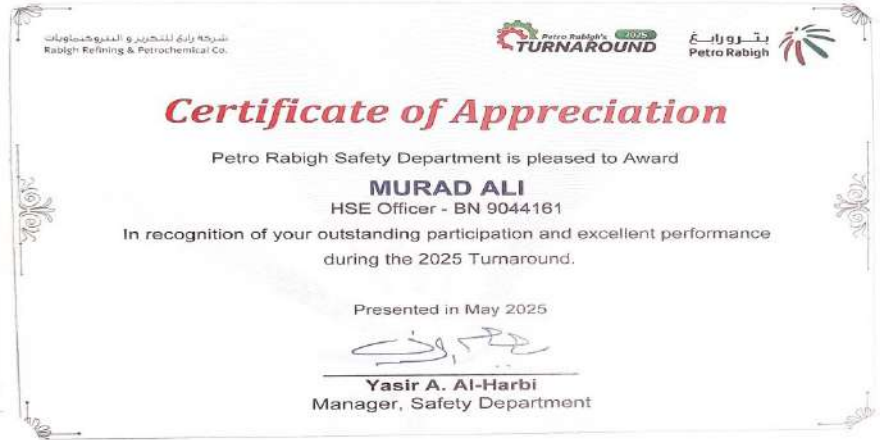 شركة رابغ للتكرير و البتروكيماويات
Rabigh Refining & Petrochemical Co.
Petro Rabigh's 2025
TURNAROUND
بترورابغ
Petro Rabigh
Certificate of Appreciation
Petro Rabigh Safety Department is pleased to Award
MURAD ALI
HSE Officer - BN 9044161
In recognition of your outstanding participation and excellent performance
during the 2025 Turnaround.
Presented in May 2025
Yasir A. Al-Harbi
Manager, Safety Department